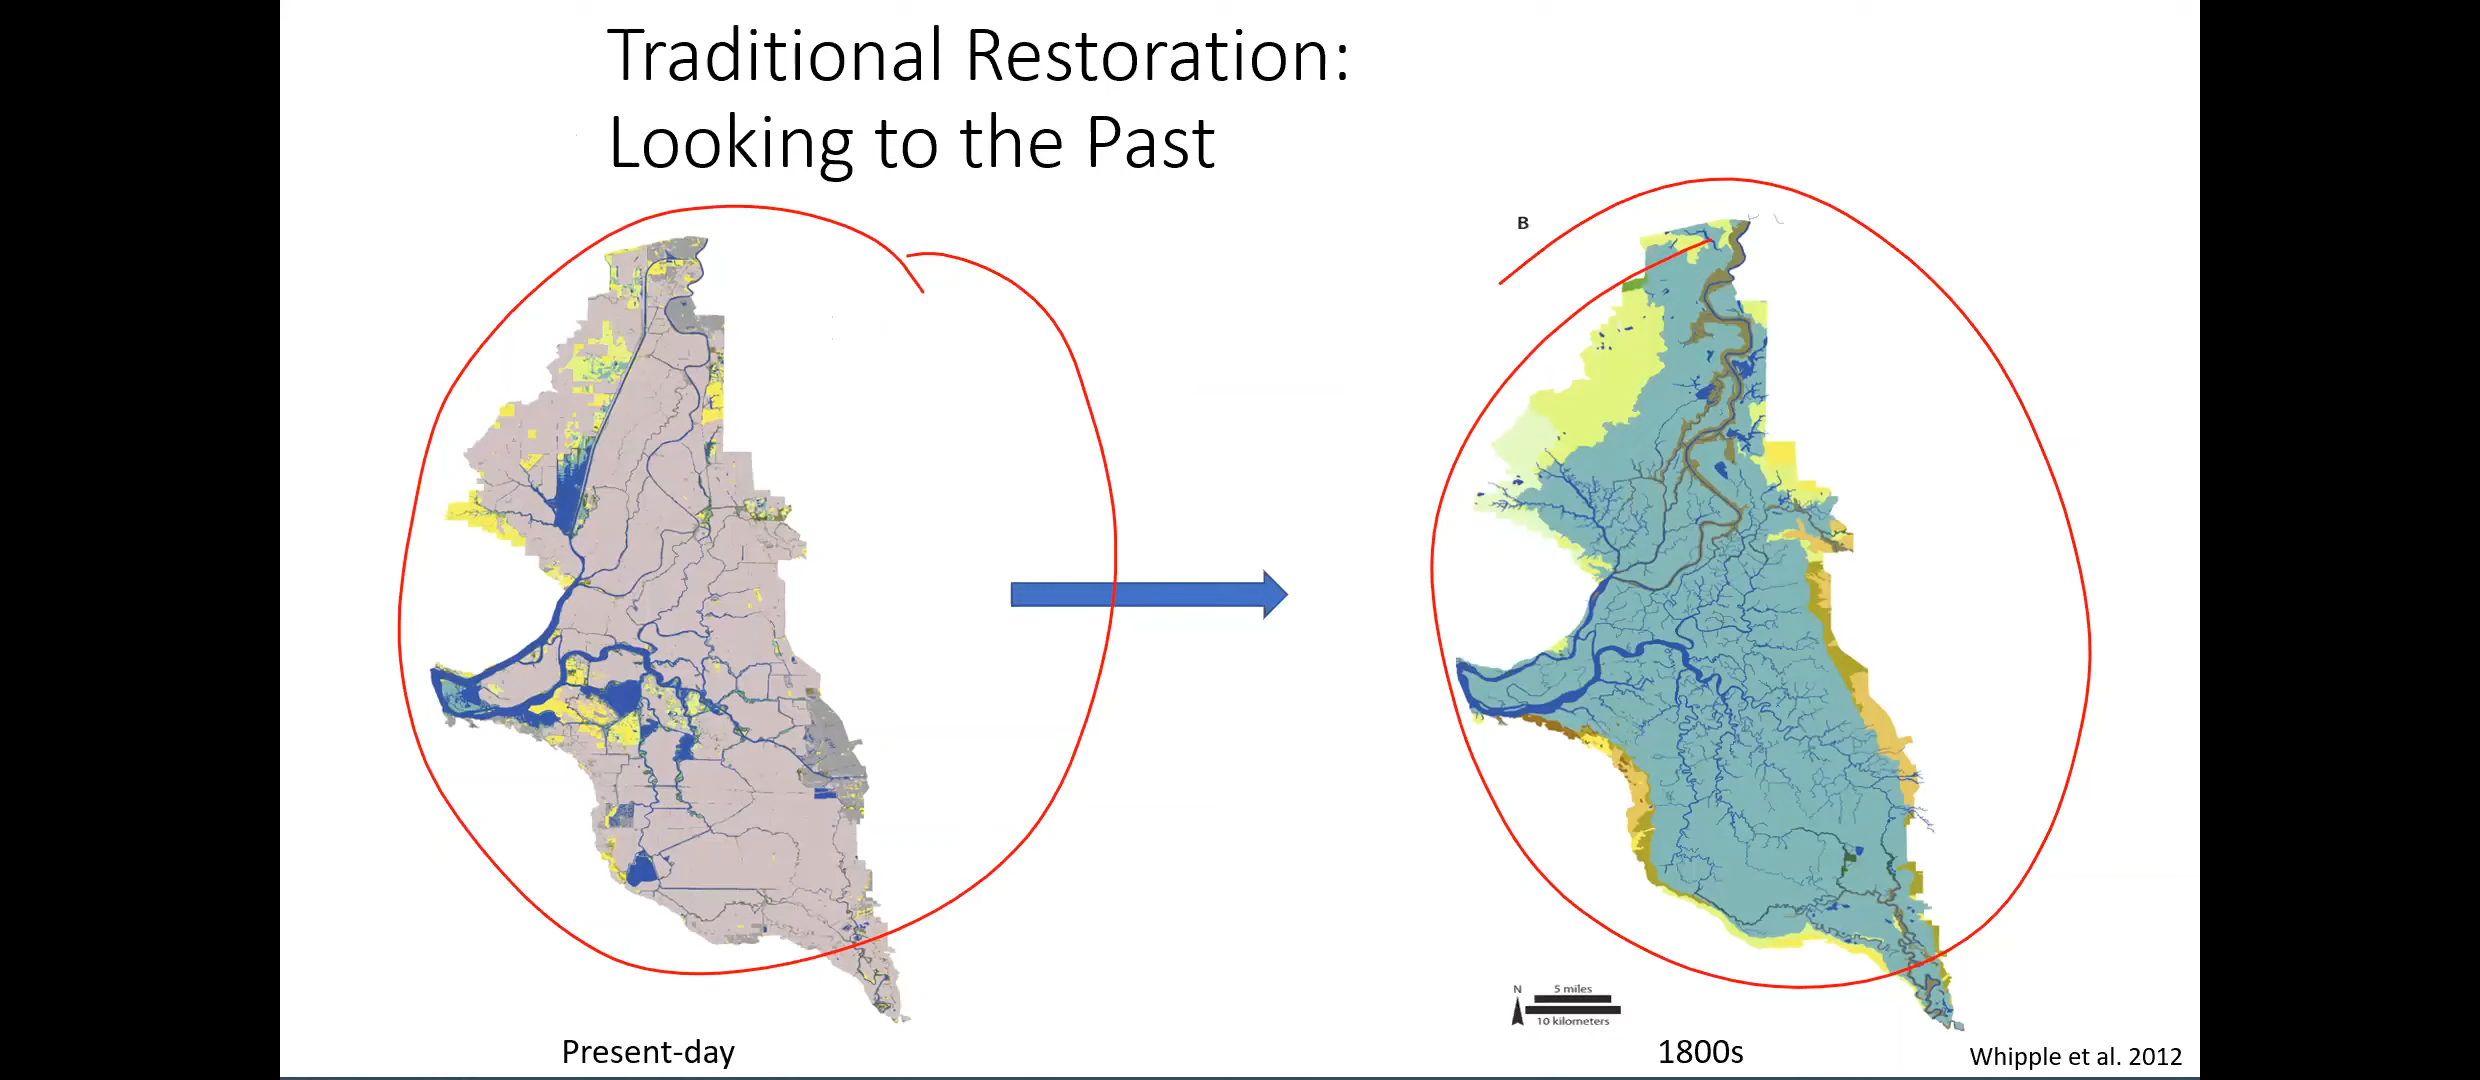 Traditional Restoration:
Looking to the Past
B
N
5 miles
10 kilometers
Present-day
1800s
Whipple et al. 2012